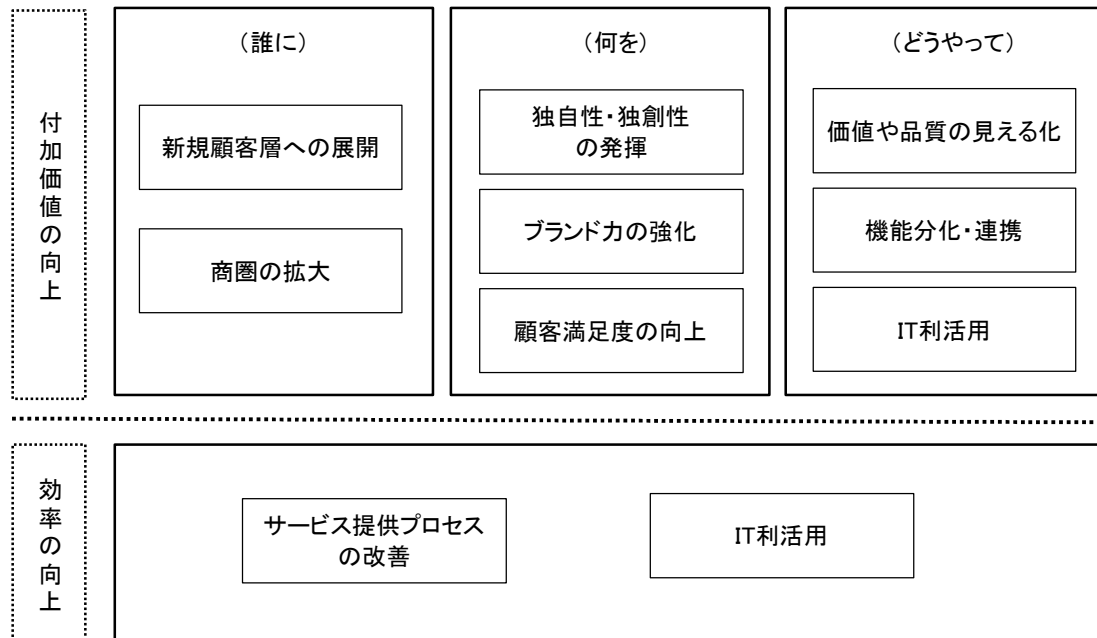 付加価値の向上
（誰に）
新規顧客層への展開
商圏の拡大
（何を）
独自性・独創性
の発揮
ブランド力の強化
顧客満足度の向上
（どうやって）
価値や品質の見える化
機能分化・連携
IT利活用
効率の向上
サービス提供プロセス
の改善
IT利活用